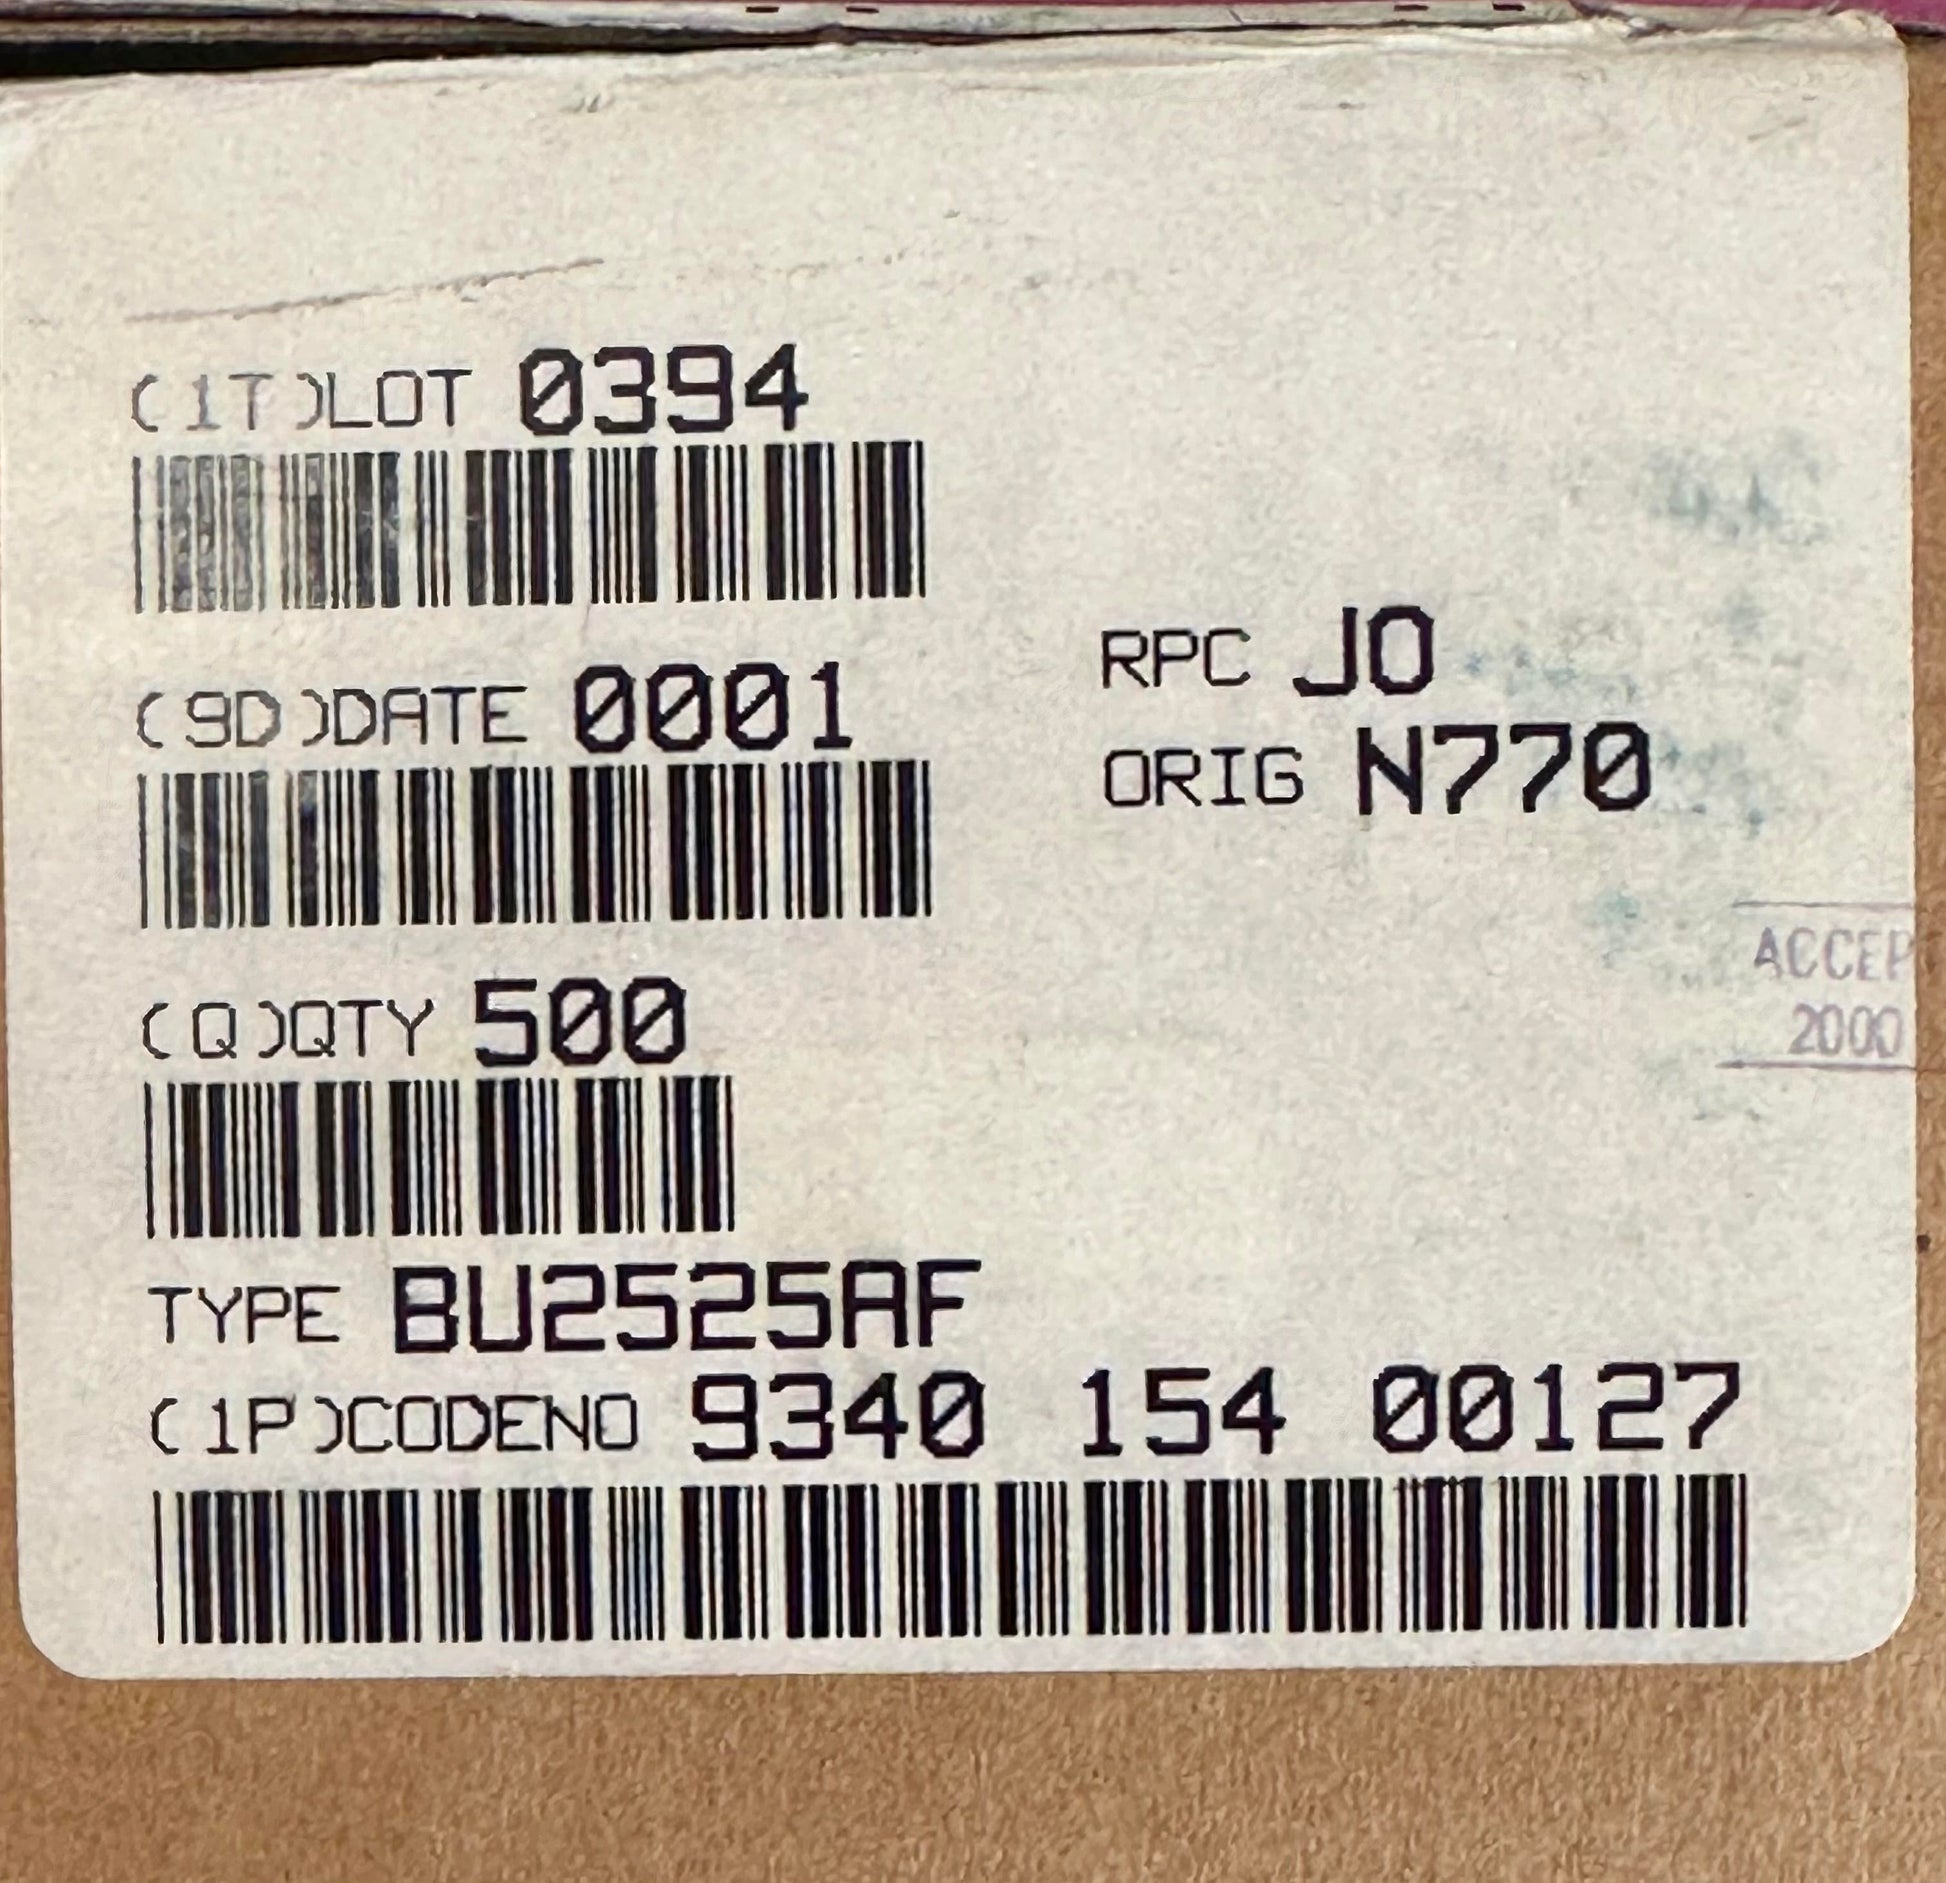 (1T)LOT 0394
(9D)DATE 0001
RPC JO
ORIG N770
ACCEP
2000
(Q)QTY 500
TYPE BU2525AF
(1P)CODENO 9340 154 00127